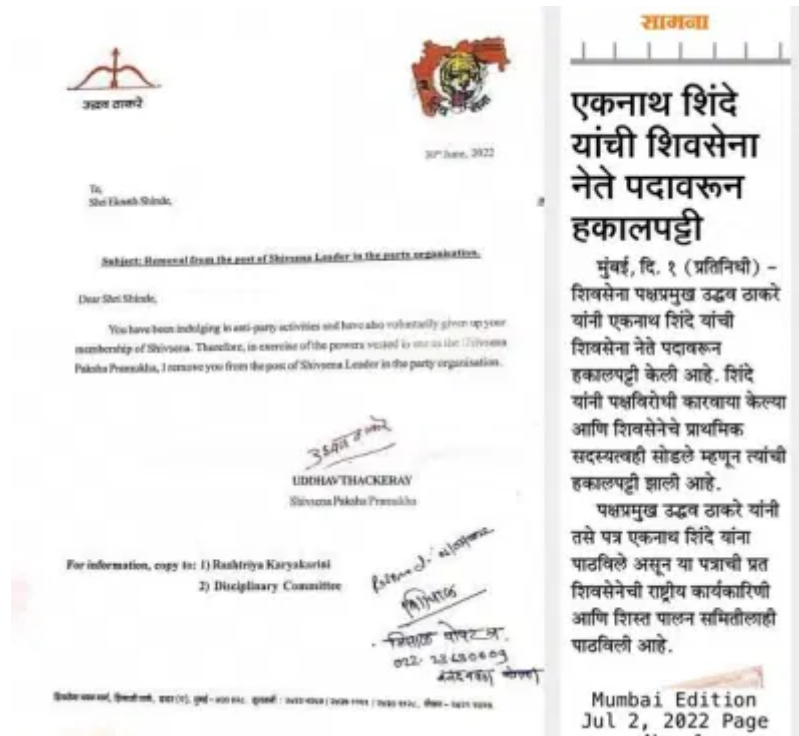 उद्धव ठाकरे
सेना
30th June, 2022
To,
Shri Eknath Shinde,
Subject: Removal from the post of Shivsena Leader in the party organisation.
Dear Shri Shinde,
You have been indulging in anti-party activities and have also voluntarily given up your
membership of Shivsena. Therefore, in exercise of the powers vested in me as the Shivsena
Paksha Pramukha, I remove you from the post of Shivsena Leader in the party organisation.
उद्धव ठाकरे
UDDHAV THACKERAY
Shivsena Paksha Pramukha
For information, copy to: 1) Rashtriya Karyakarini
2) Disciplinary Committee
022-
सामना
एकनाथ शिंदे
यांची शिवसेना
नेते पदावरून
हकालपट्टी
मुंबई, दि. १ (प्रतिनिधी) –
शिवसेना पक्षप्रमुख उद्धव ठाकरे
यांनी एकनाथ शिंदे यांची
शिवसेना नेते पदावरून
हकालपट्टी केली आहे. शिंदे
यांनी पक्षविरोधी कारवाया केल्या
आणि शिवसेनेचे प्राथमिक
सदस्यत्वही सोडले म्हणून त्यांची
हकालपट्टी झाली आहे.
पक्षप्रमुख उद्धव ठाकरे यांनी
तसे पत्र एकनाथ शिंदे यांना
पाठविले असून या पत्राची प्रत
शिवसेनेची राष्ट्रीय कार्यकारिणी
आणि शिस्त पालन समितीलाही
पाठविली आहे.
Mumbai Edition
Jul 2, 2022 Page